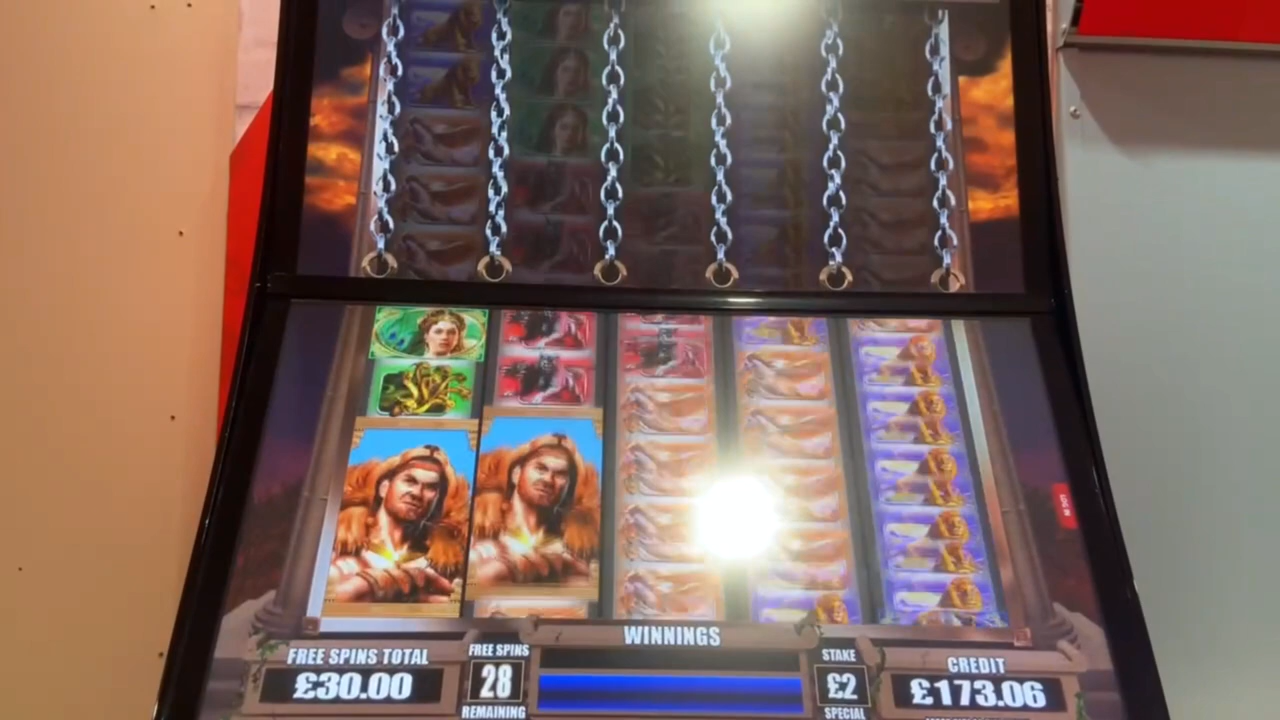 WINNINGS
FREE SPINS TOTAL
£30.00
FREE SPINS
28
REMAINING
STAKE
£2
SPECIAL
CREDIT
£173.06